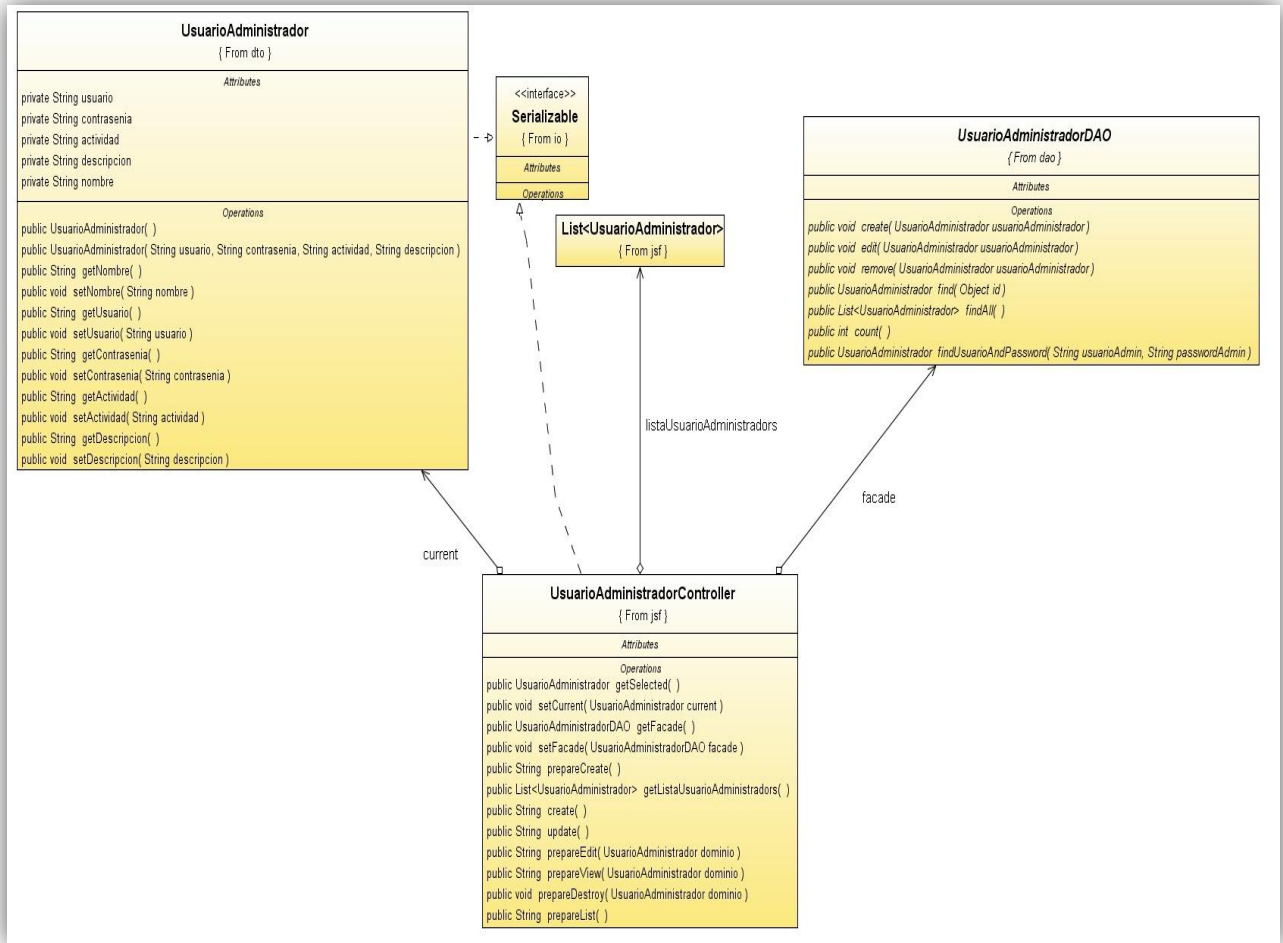 UsuarioAdministrador
{ From dto }
Attributes
private String usuario
private String contrasenia
private String actividad
private String descripcion
private String nombre
Operations
public UsuarioAdministrador( )
public UsuarioAdministrador( String usuario, String contrasenia, String actividad, String descripcion )
public String getNombre( )
public void setNombre( String nombre )
public String getUsuario( )
public void setUsuario( String usuario )
public String getContrasenia( )
public void setContrasenia( String contrasenia )
public String getActividad( )
public void setActividad( String actividad )
public String getDescripcion( )
public void setDescripcion( String descripcion )
<<interface>>
Serializable
{ From io }
Attributes
Operations
List<UsuarioAdministrador>
{ From jsf }
UsuarioAdministradorDAO
{ From dao }
Attributes
Operations
public void create( UsuarioAdministrador usuarioAdministrador )
public void edit( UsuarioAdministrador usuarioAdministrador )
public void remove( UsuarioAdministrador usuarioAdministrador )
public UsuarioAdministrador find( Object id )
public List<UsuarioAdministrador> findAll( )
public int count( )
public UsuarioAdministrador findUsuarioAndPassword( String usuarioAdmin, String passwordAdmin )
listaUsuarioAdministradors
facade
current
UsuarioAdministradorController
{ From jsf }
Attributes
Operations
public UsuarioAdministrador getSelected( )
public void setCurrent( UsuarioAdministrador current )
public UsuarioAdministradorDAO getFacade( )
public void setFacade( UsuarioAdministradorDAO facade )
public String prepareCreate( )
public List<UsuarioAdministrador> getListaUsuarioAdministradors( )
public String create( )
public String update( )
public String prepareEdit( UsuarioAdministrador dominio )
public String prepareView( UsuarioAdministrador dominio )
public void prepareDestroy( UsuarioAdministrador dominio )
public String prepareList( )